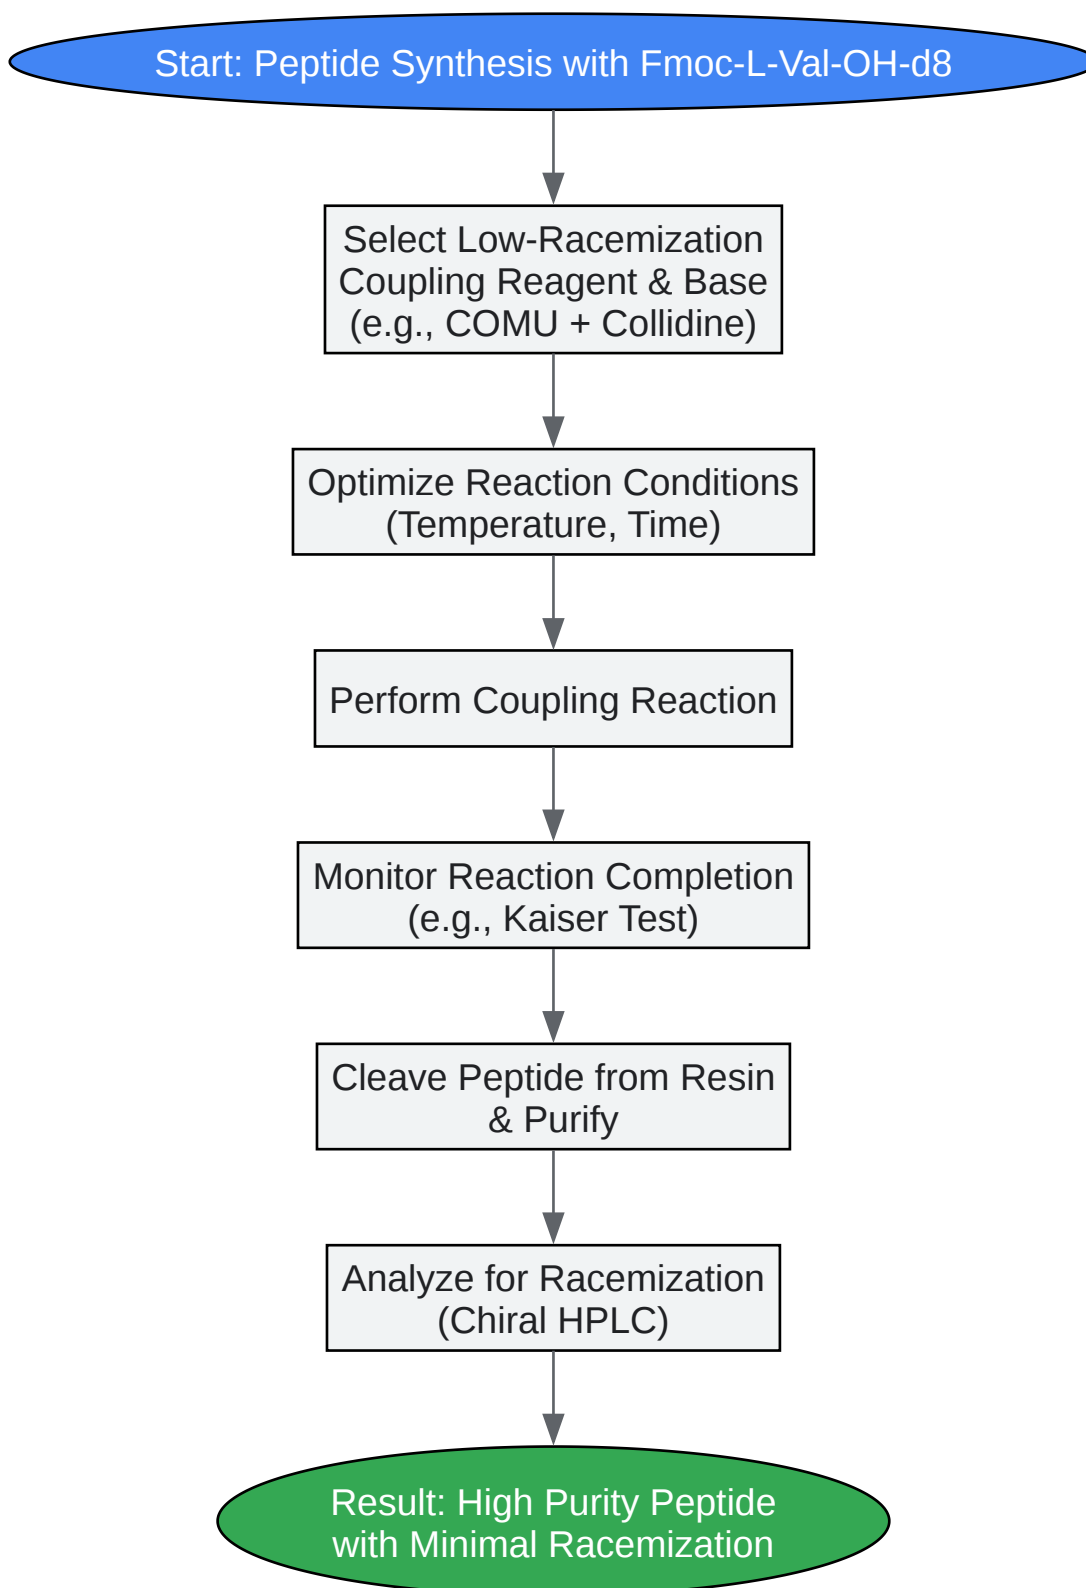 Start: Peptide Synthesis with Fmoc-L-Val-OH-d8
Select Low-Racemization
Coupling Reagent & Base
(e.g., COMU + Collidine)
Optimize Reaction Conditions
(Temperature, Time)
Perform Coupling Reaction
Monitor Reaction Completion
(e.g., Kaiser Test)
Cleave Peptide from Resin
& Purify
Analyze for Racemization
(Chiral HPLC)
Result: High Purity Peptide
with Minimal Racemization